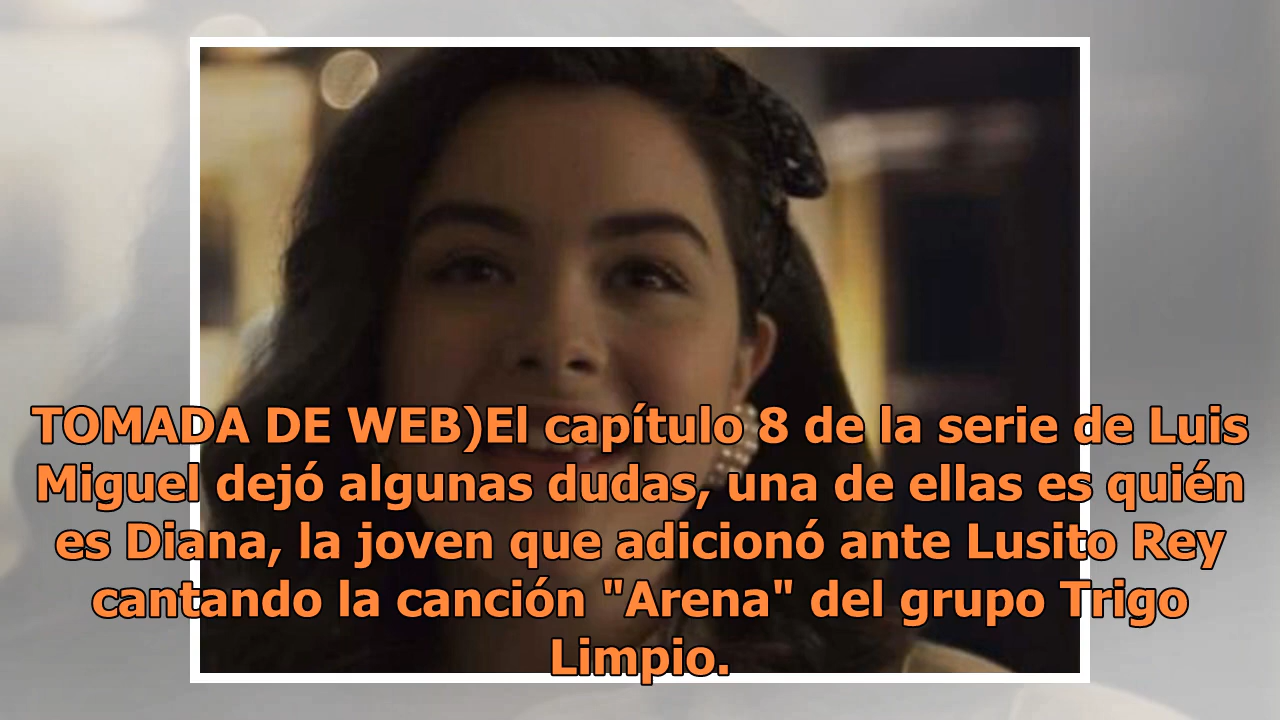 TOMADA DE WEB)El capítulo 8 de la serie de Luis
Miguel dejó algunas dudas, una de ellas es quién
es Diana, la joven que adicionó ante Lusito Rey
cantando la canción "Arena" del grupo Trigo
Limpio.